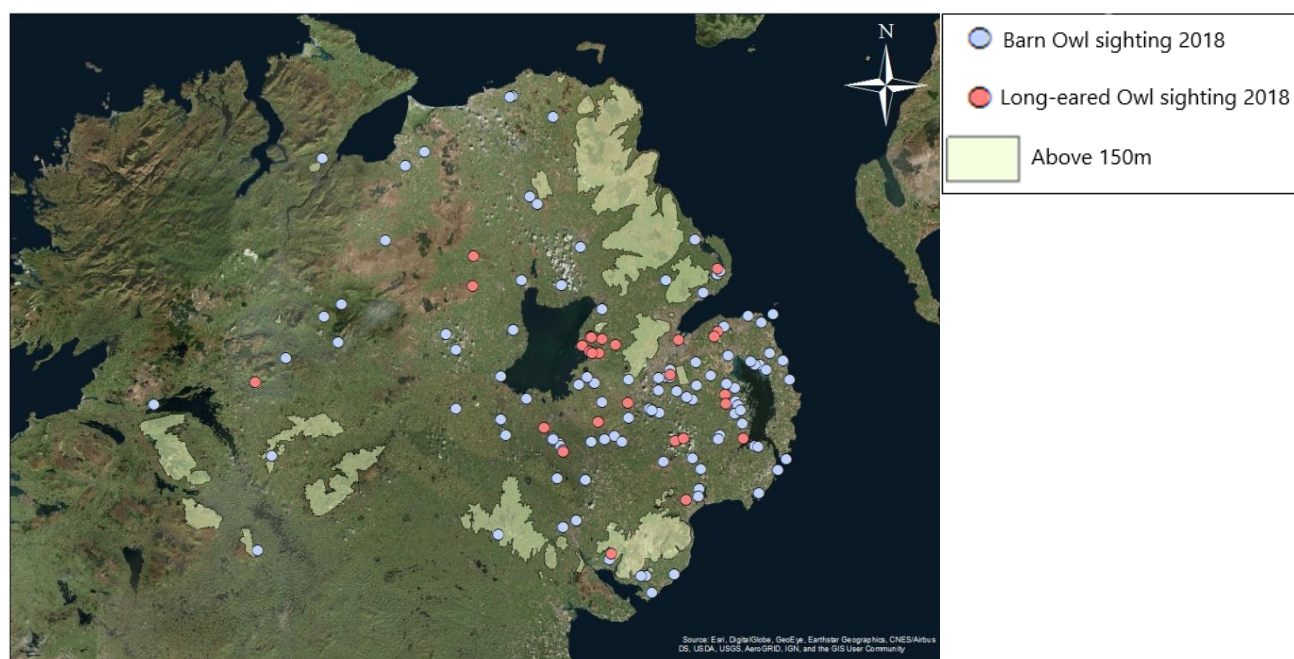 N
Barn Owl sighting 2018
Long-eared Owl sighting 2018
Above 150m
Source: Esri, DigitalGlobe, GeoEye, Earthstar Geographics, CNES/Airbus
DS, USDA, USGS, AeroGRID, IGN, and the GIS User Community